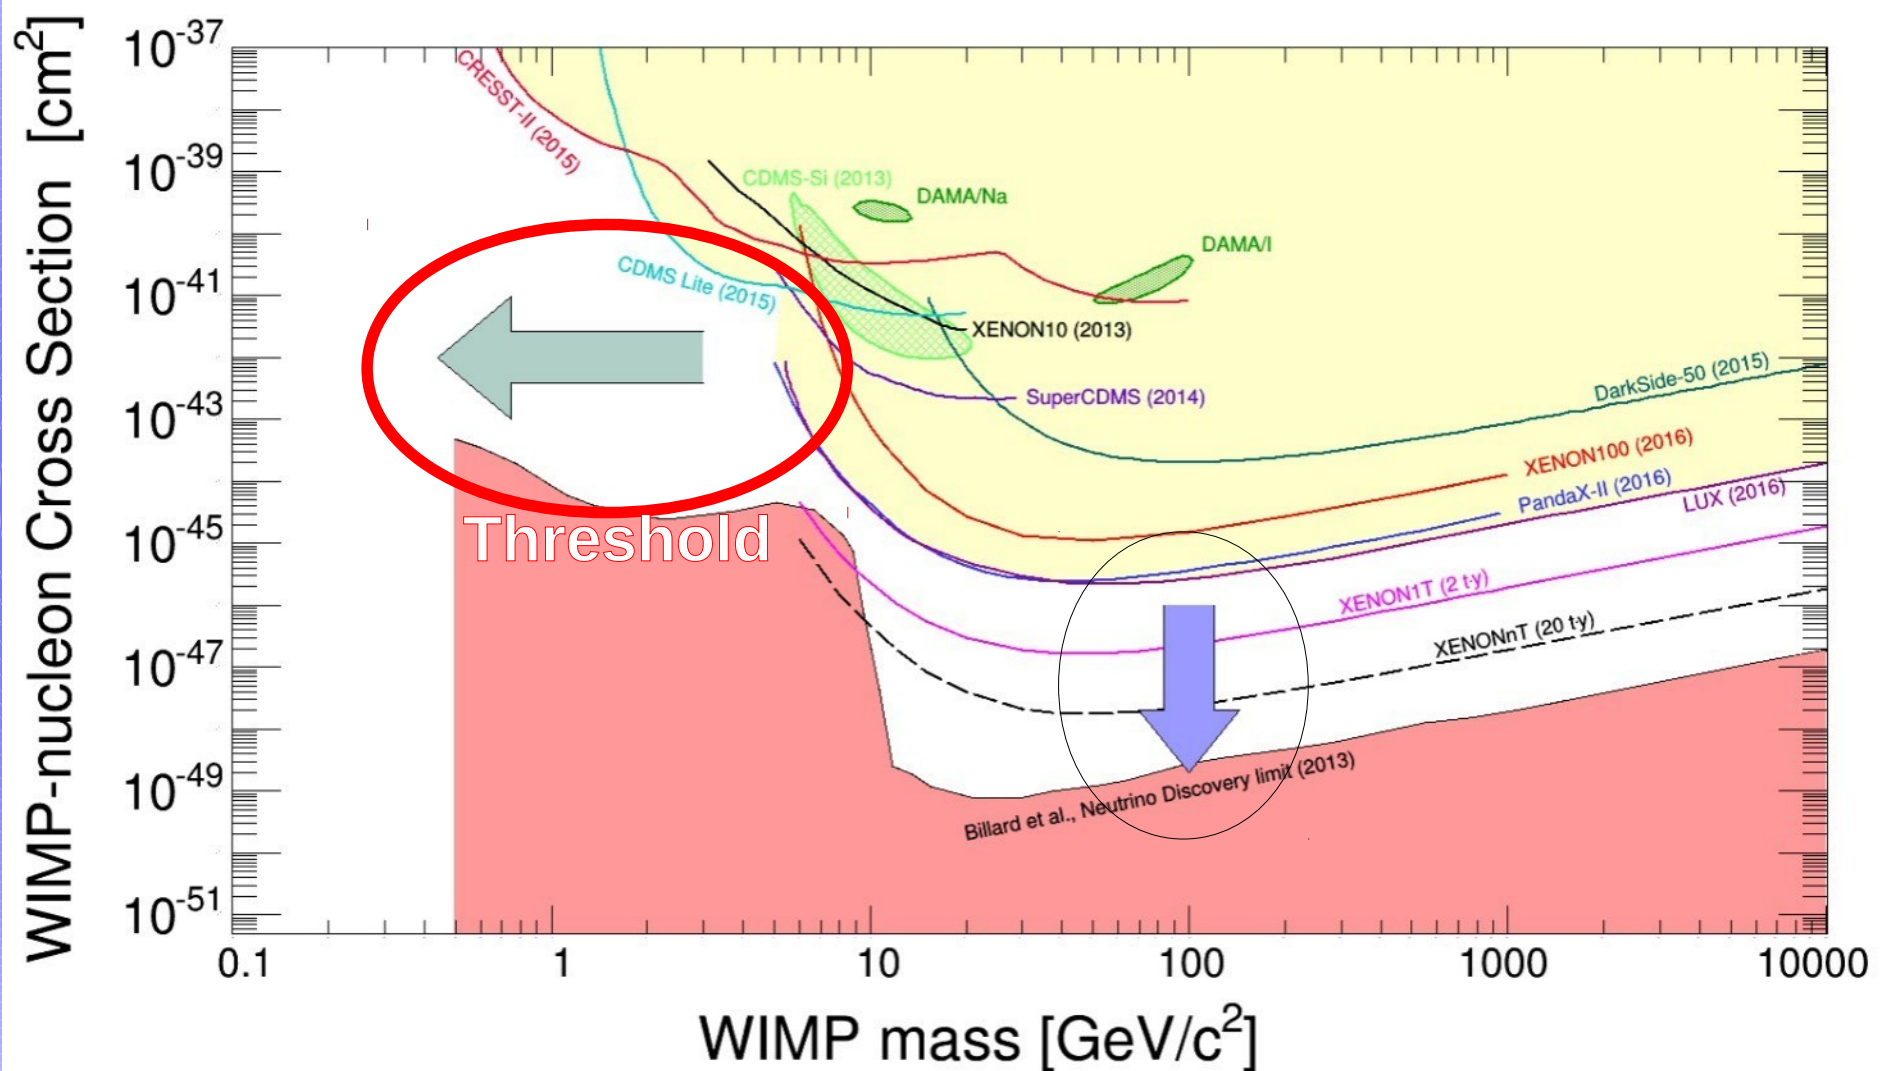 WIMP-nucleon Cross Section [cm²]
10⁻³⁷
10⁻³⁹
10⁻⁴¹
10⁻⁴³
10⁻⁴⁵
10⁻⁴⁷
10⁻⁴⁹
10⁻⁵¹
CRESST-II (2015)
CDMS-Si (2013)
DAMA/Na
DAMA/I
CDMS Lite (2015)
XENON10 (2013)
SuperCDMS (2014)
DarkSide-50 (2015)
XENON100 (2016)
PandaX-II (2016)
LUX (2016)
Threshold
XENON1T (2 t·y)
XENONnT (20 t·y)
Billard et al., Neutrino Discovery limit (2013)
0.1 1 10 100 1000 10000
WIMP mass [GeV/c²]